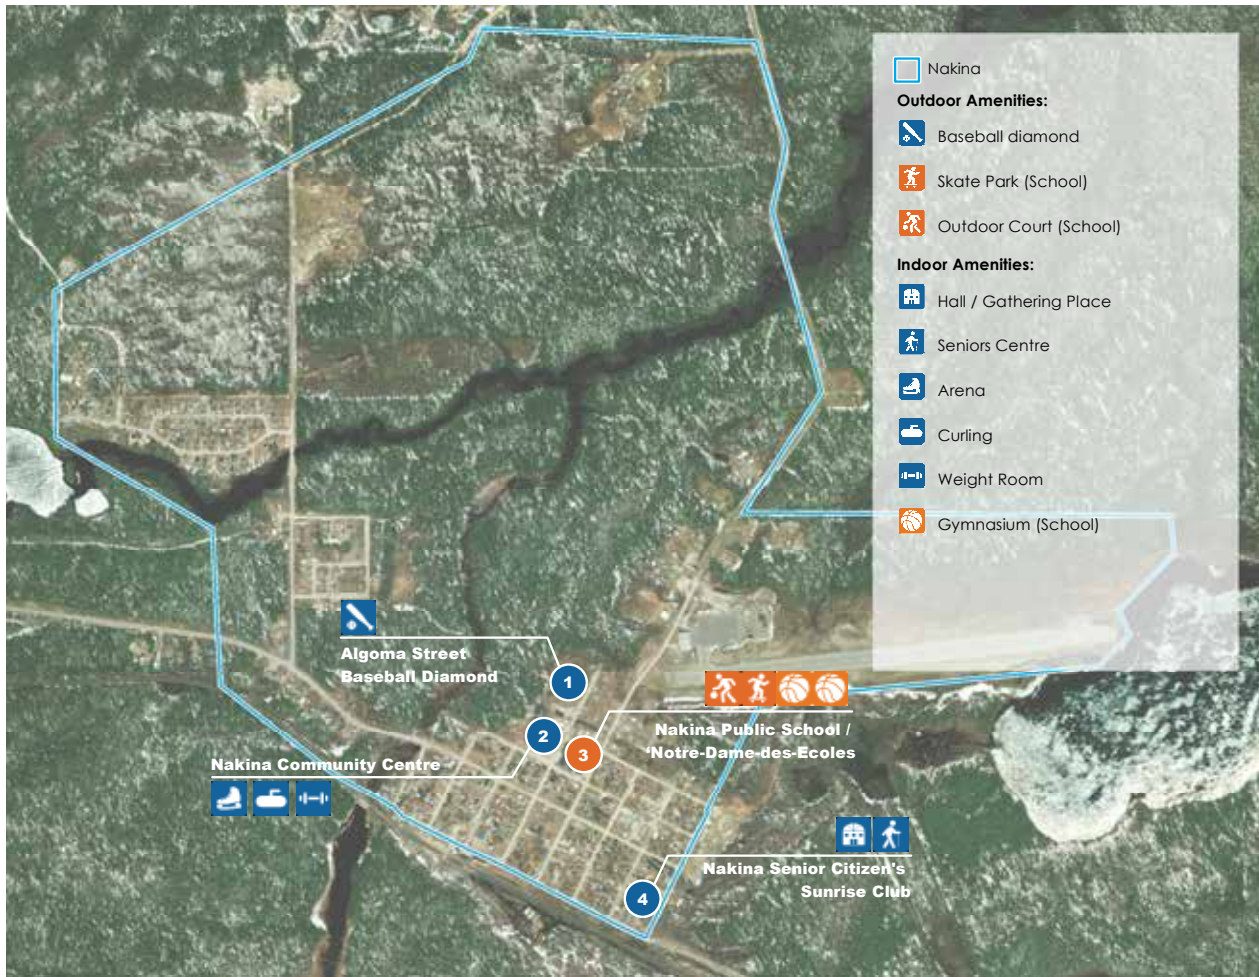 Nakina
Outdoor Amenities:
Baseball diamond
Skate Park (School)
Outdoor Court (School)
Indoor Amenities:
Hall / Gathering Place
Seniors Centre
Arena
Curling
Weight Room
Gymnasium (School)
Algoma Street
Baseball Diamond
1
2
3
Nakina Public School /
‘Notre-Dame-des-Ecoles
Nakina Community Centre
Nakina Senior Citizen's
Sunrise Club
4